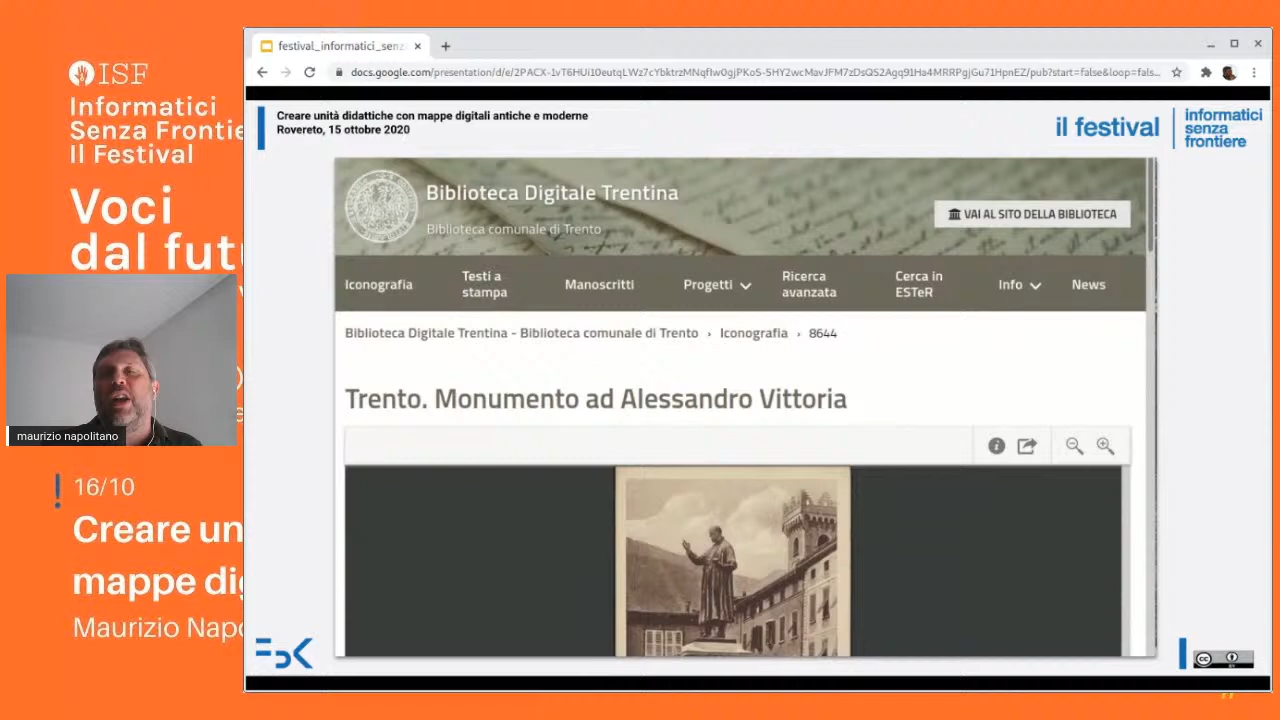 ISF
Informatici
Senza Frontie
Il Festival
Voci
dal futu
maurizio napolitano
16/10
Creare un
mappe dig
Maurizio Napo
festival_informatici_senz
docs.google.com/presentation/d/e/2PACX-1vT6HUi10eutqLWz7cYbktrzMNqfIw0gjPKo5-5HY2wcMavJFM7zDsQS2Agq91Ha4MRRPgjGu71HpnEZ/pub?start=false&loop=fals...
Creare unità didattiche con mappe digitali antiche e moderne
Rovereto, 15 ottobre 2020
il festival
informatici
senza
frontiere
Biblioteca Digitale Trentina
Biblioteca comunale di Trento
VAI AL SITO DELLA BIBLIOTECA
Iconografia
Testi a
stampa
Manoscritti
Progetti
Ricerca
avanzata
Cerca in
ESTeR
Info
News
Biblioteca Digitale Trentina - Biblioteca comunale di Trento › Iconografia › 8644
Trento. Monumento ad Alessandro Vittoria
FBK
cc
BY